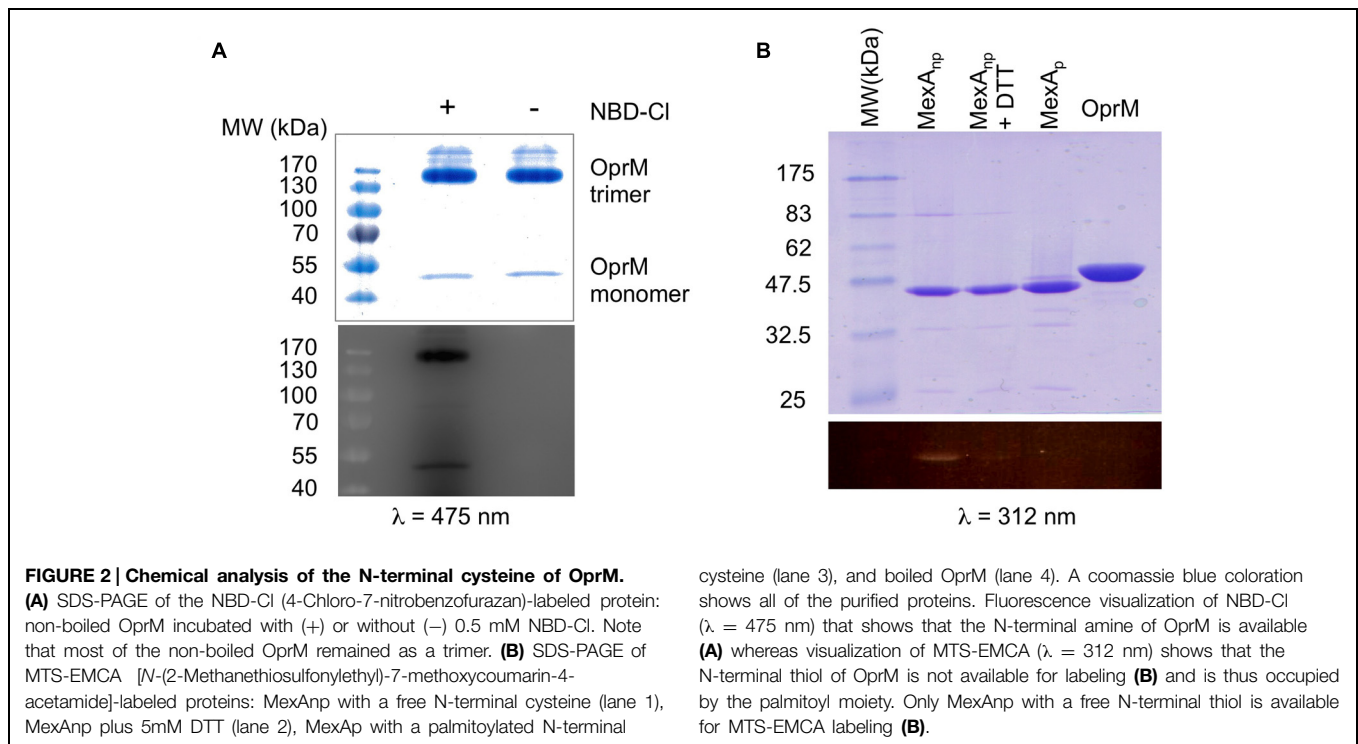 A
B
+ - NBD-Cl
MW (kDa)
170
130
100
70
55
40
OprM
trimer
OprM
monomer
170
130
100
70
55
40
λ = 475 nm
MW(kDa)
MexAnp
MexAnp
+ DTT
MexAp
OprM
175
83
62
47.5
32.5
25
λ = 312 nm
FIGURE 2 | Chemical analysis of the N-terminal cysteine of OprM.
(A) SDS-PAGE of the NBD-Cl (4-Chloro-7-nitrobenzofurazan)-labeled protein:
non-boiled OprM incubated with (+) or without (−) 0.5 mM NBD-Cl. Note
that most of the non-boiled OprM remained as a trimer. (B) SDS-PAGE of
MTS-EMCA [N-(2-Methanethiosulfonylethyl)-7-methoxycoumarin-4-
acetamide]-labeled proteins: MexAnp with a free N-terminal cysteine (lane 1),
MexAnp plus 5mM DTT (lane 2), MexAp with a palmitoylated N-terminal
cysteine (lane 3), and boiled OprM (lane 4). A coomassie blue coloration
shows all of the purified proteins. Fluorescence visualization of NBD-Cl
(λ = 475 nm) that shows that the N-terminal amine of OprM is available
(A) whereas visualization of MTS-EMCA (λ = 312 nm) shows that the
N-terminal thiol of OprM is not available for labeling (B) and is thus occupied
by the palmitoyl moiety. Only MexAnp with a free N-terminal thiol is available
for MTS-EMCA labeling (B).